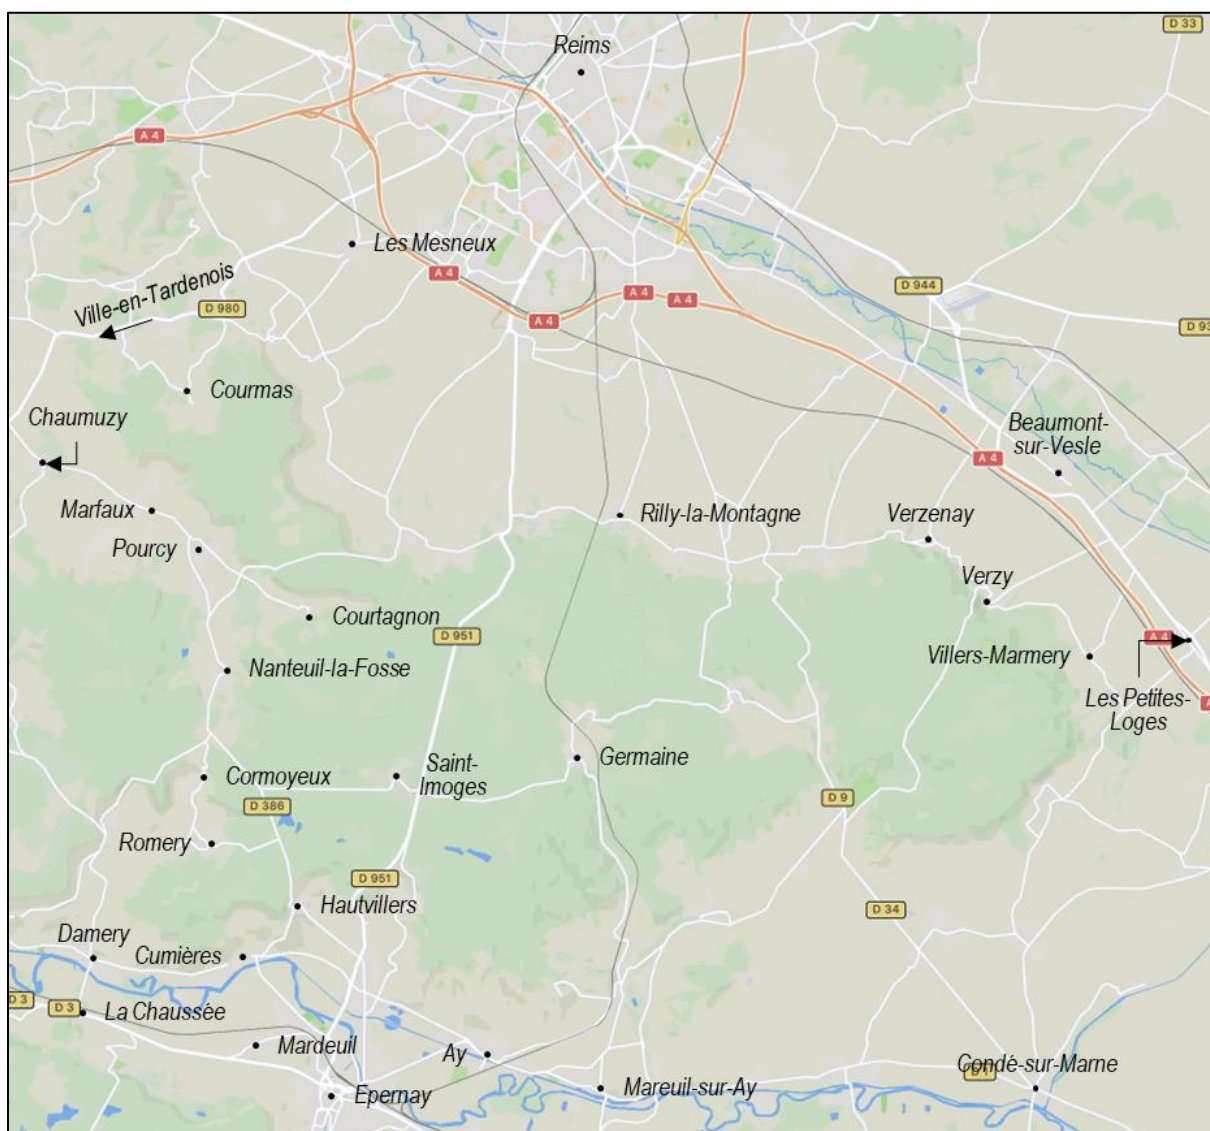 Reims
D 33
A 4
Les Mesneux
A 4
Ville-en-Tardenois
D 980
A 4
A 4
A 4
D 944
D 93
Courmas
Chaumuzy
Beaumont-
sur-Vesle
A 4
Marfaux
Rilly-la-Montagne
Verzenay
Pourcy
Verzy
Courtagnon
D 951
A 4
Nanteuil-la-Fosse
Villers-Marmery
Les Petites-
Loges
A
Cormoyeux
Saint-
Imoges
Germaine
D 386
D 9
Romery
D 951
Hautvillers
D 34
Damery
Cumières
D 3
D 3
La Chaussée
Mardeuil
Ay
Condé-sur-Marne
Epernay
Mareuil-sur-Ay